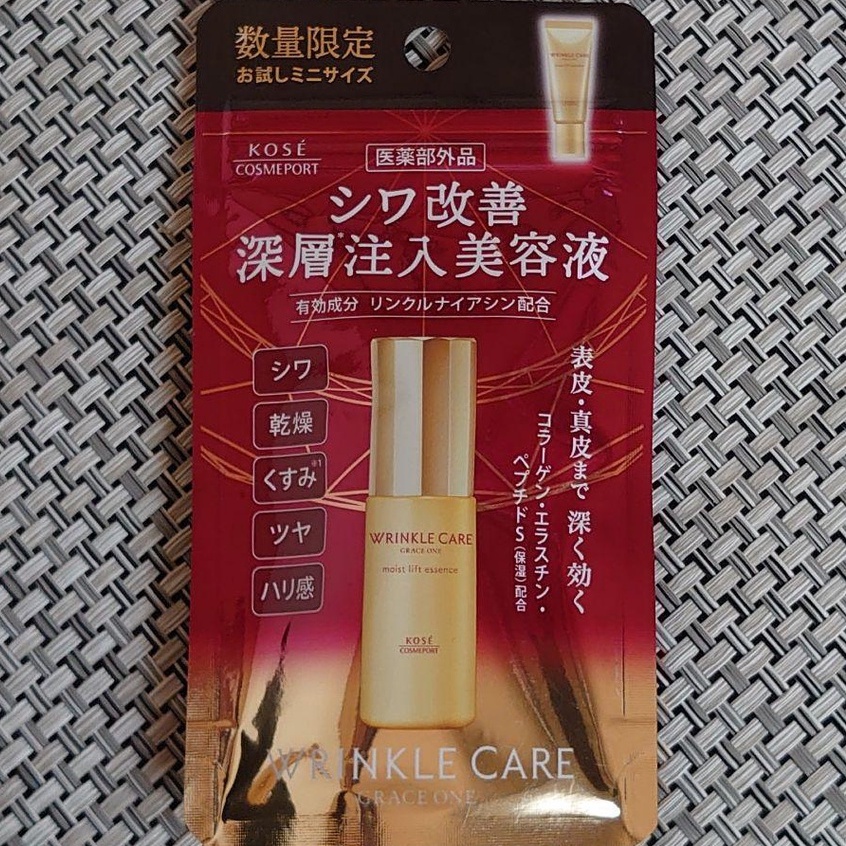 数量限定
お試しミニサイズ
WRINKLE CARE
KOSÉ
COSMEPORT
医薬部外品
シワ改善
深層*注入美容液
有効成分 リンクルナイアシン配合
シワ
乾燥
くすみ※1
ツヤ
ハリ感
表皮・真皮まで 深く効く
コラーゲン・エラスチン・
ペプチドS(保湿)配合
WRINKLE CARE
GRACE ONE
moist lift essence
KOSÉ
COSMEPORT
WRINKLE CARE
GRACE ONE